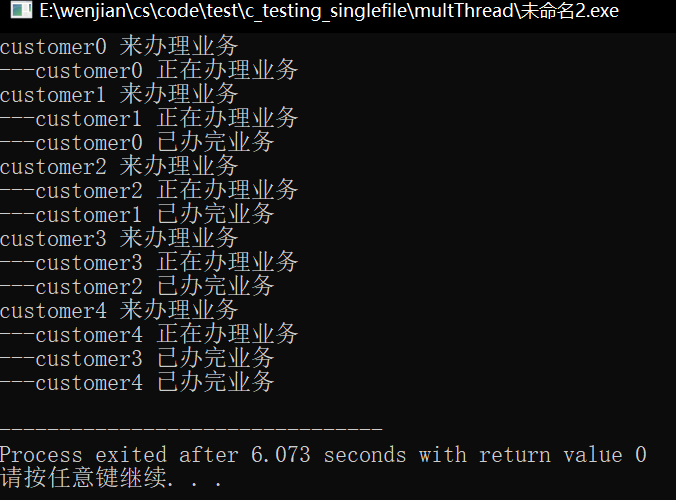 E:\wenjian\cs\code\test\c_testing_singlefile\multThread\未命名2.exe
customer0 来办理业务
---customer0 正在办理业务
customer1 来办理业务
---customer1 正在办理业务
---customer0 已办完业务
customer2 来办理业务
---customer2 正在办理业务
---customer1 已办完业务
customer3 来办理业务
---customer3 正在办理业务
---customer2 已办完业务
customer4 来办理业务
---customer4 正在办理业务
---customer3 已办完业务
---customer4 已办完业务
--------------------------------
Process exited after 6.073 seconds with return value 0
请按任意键继续. . .